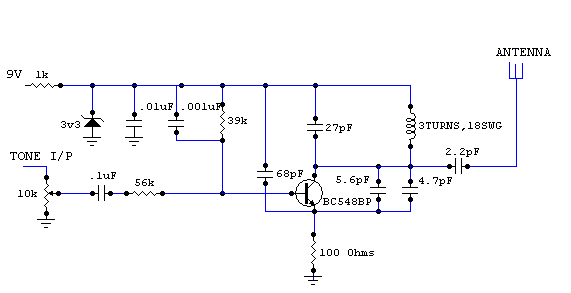 ANTENNA
9V 1k
.01uF .001uF
3v3 39k 27pF 3TURNS,18SWG
TONE I/P 2.2pF
.1uF 56k 68pF 5.6pF 4.7pF
10k
BC548BP
100 Ohms